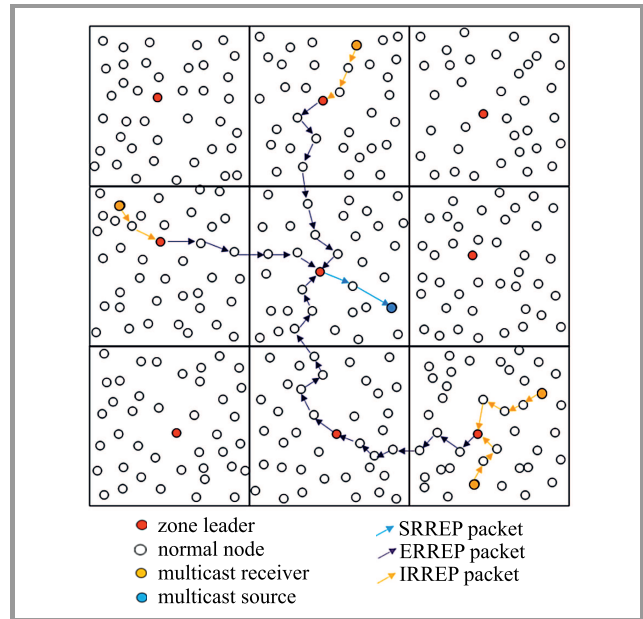 zone leader
normal node
multicast receiver
multicast source
SRREP packet
ERREP packet
IRREP packet